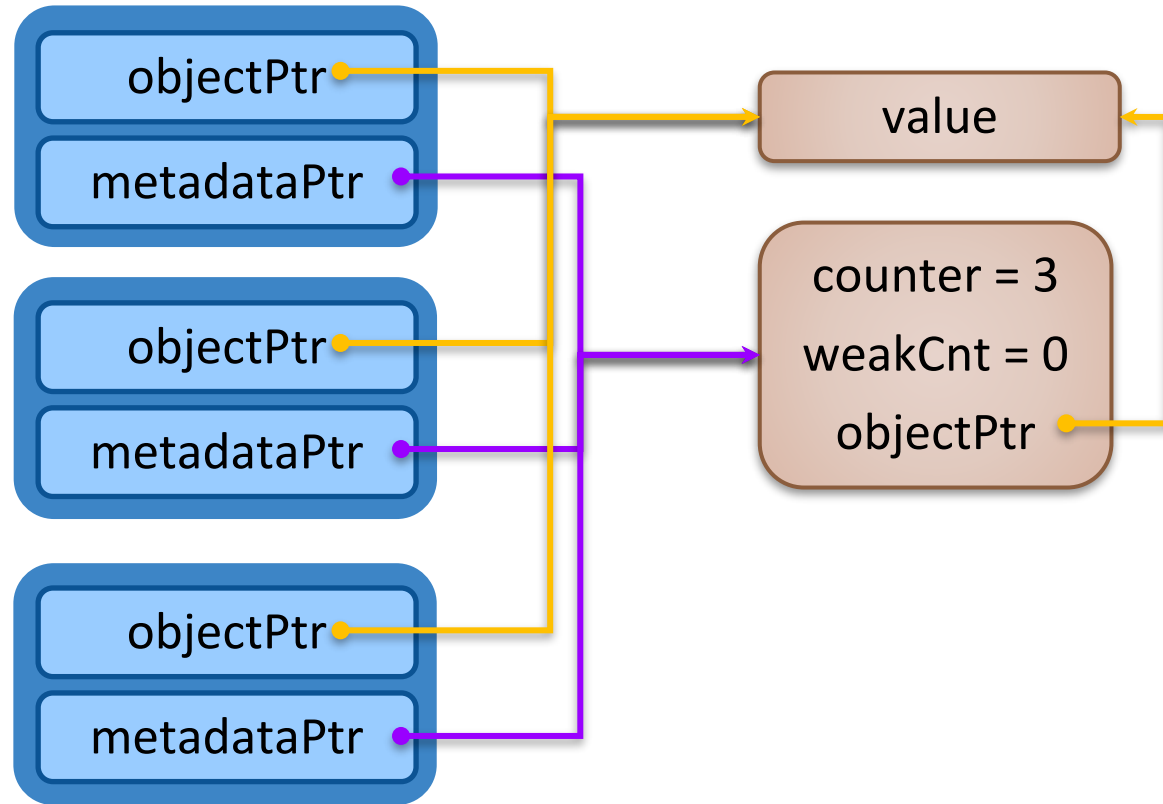 objectPtr
metadataPtr
objectPtr
metadataPtr
objectPtr
metadataPtr
value
counter = 3
weakCnt = 0
objectPtr